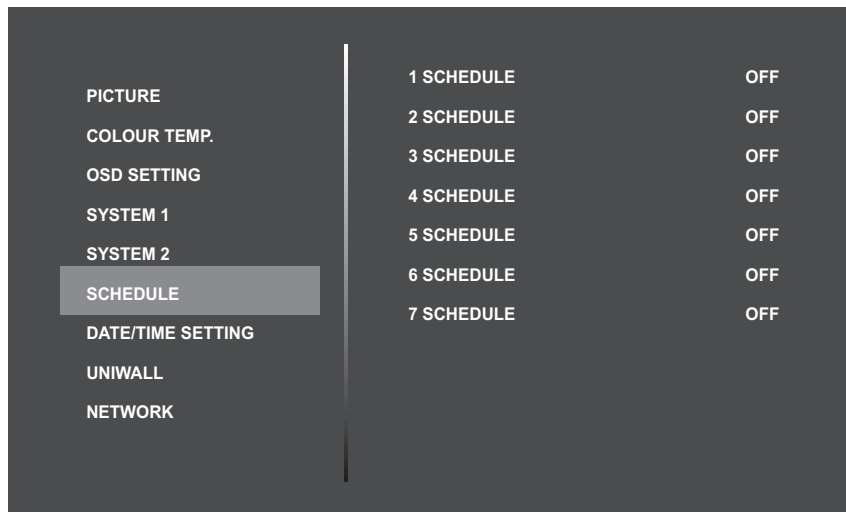 PICTURE
COLOUR TEMP.
OSD SETTING
SYSTEM 1
SYSTEM 2
SCHEDULE
DATE/TIME SETTING
UNIWALL
NETWORK
1 SCHEDULE OFF
2 SCHEDULE OFF
3 SCHEDULE OFF
4 SCHEDULE OFF
5 SCHEDULE OFF
6 SCHEDULE OFF
7 SCHEDULE OFF